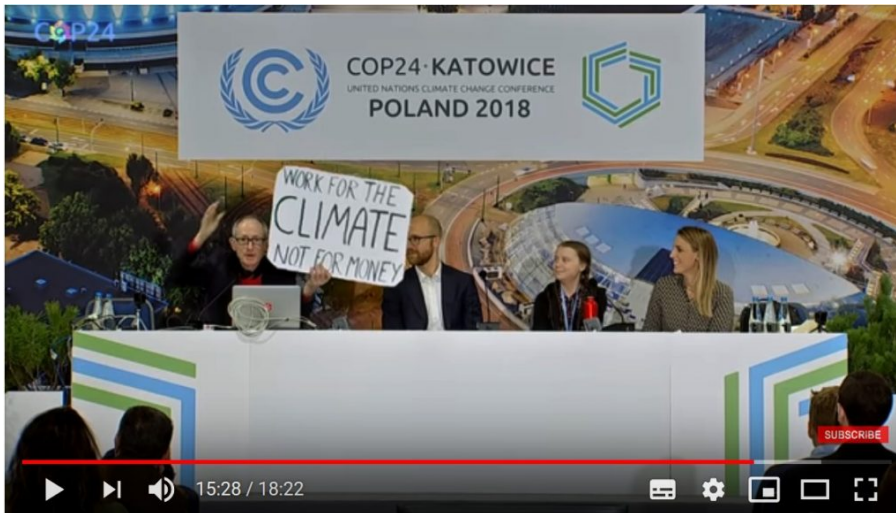 COP24
COP24·KATOWICE
UNITED NATIONS CLIMATE CHANGE CONFERENCE
POLAND 2018
WORK FOR THE
CLIMATE
NOT FOR MONEY
SUBSCRIBE
15:28 / 18:22